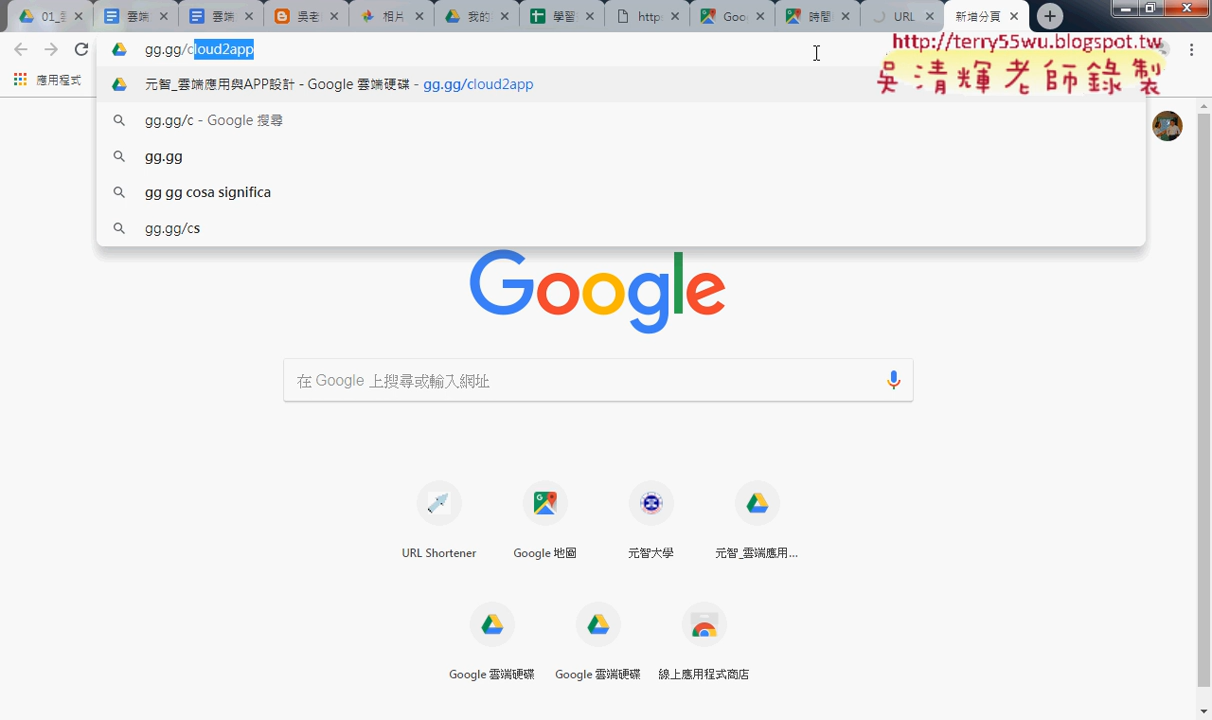 01_雲
雲端
雲端
吳老
相片
我的
學習
http:
Goo
時間
URL
新增分頁
gg.gg/cloud2app
http://terry55wu.blogspot.tw
吳清輝老師錄製
應用程式
元智_雲端應用與APP設計 - Google 雲端硬碟 - gg.gg/cloud2app
gg.gg/c - Google 搜尋
gg.gg
gg gg cosa significa
gg.gg/cs
Google
在 Google 上搜尋或輸入網址
URL Shortener
Google 地圖
元智大學
元智_雲端應用...
Google 雲端硬碟
Google 雲端硬碟
線上應用程式商店